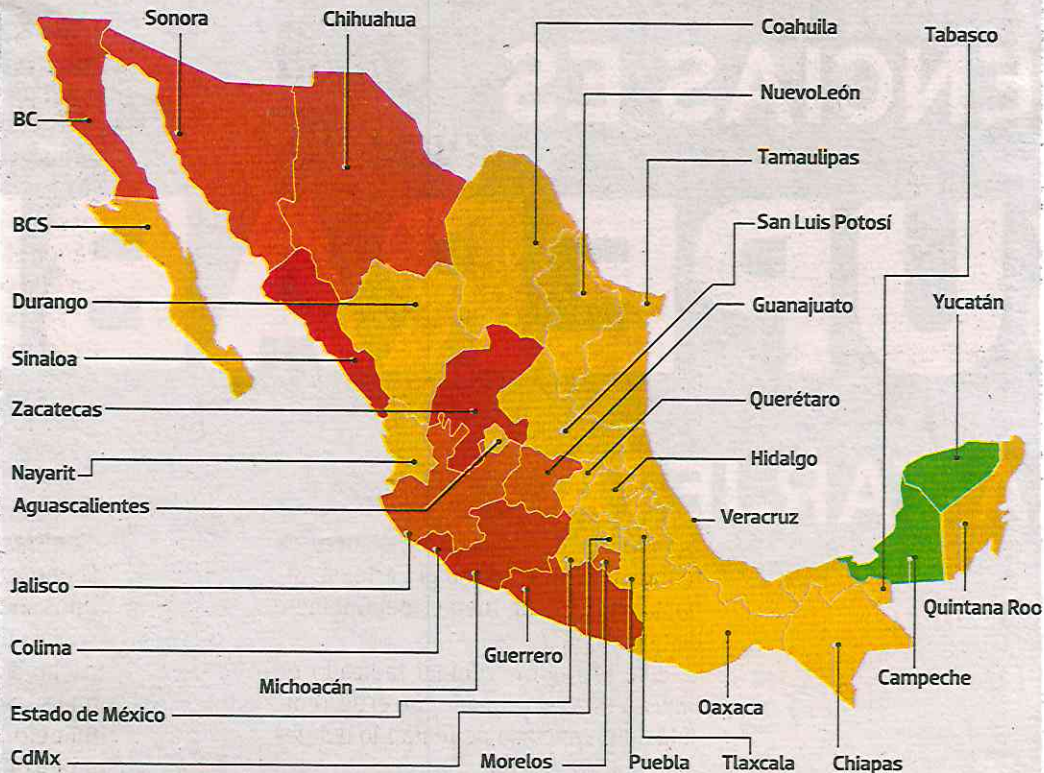 Sonora
Chihuahua
Coahuila
Tabasco
BC
NuevoLeón
Tamaulipas
BCS
San Luis Potosí
Durango
Guanajuato
Yucatán
Sinaloa
Zacatecas
Querétaro
Nayarit
Hidalgo
Aguascalientes
Veracruz
Jalisco
Quintana Roo
Colima
Guerrero
Michoacán
Campeche
Estado de México
Oaxaca
CdMx
Morelos
Puebla
Tlaxcala
Chiapas